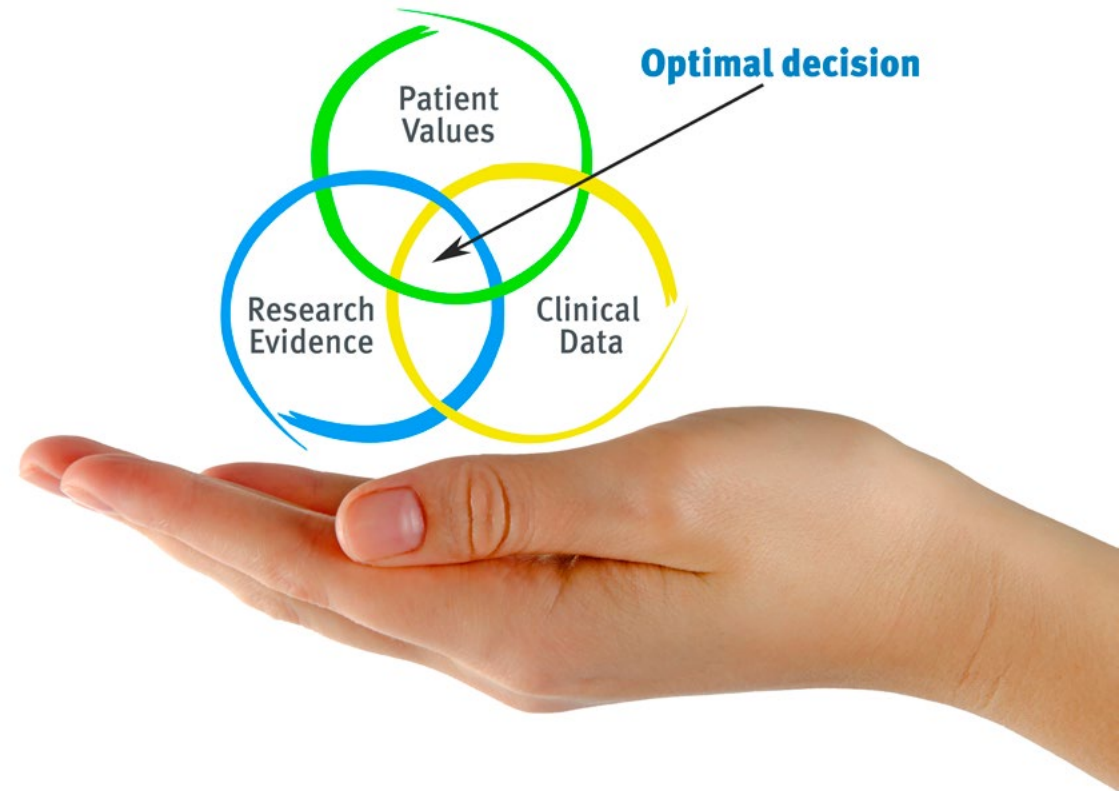 Optimal decision
Patient
Values
Research
Evidence
Clinical
Data